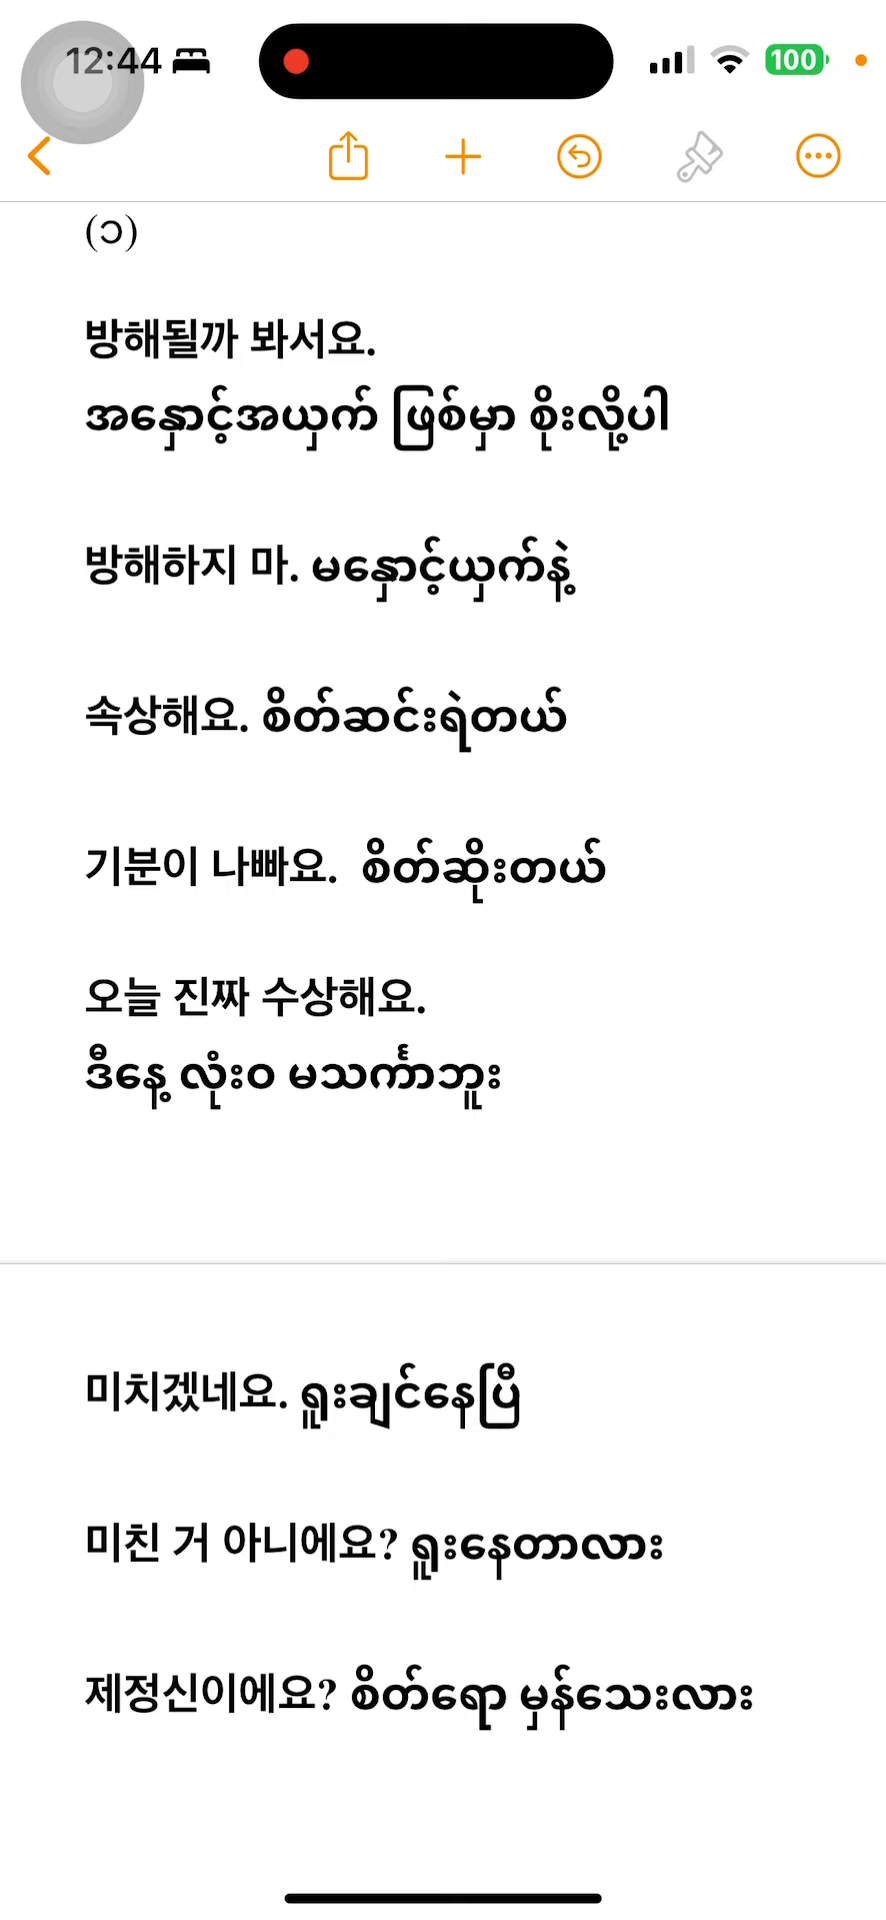 12:44
100
(၁)
방해될까 봐서요.
အနှောင့်အယှက် ဖြစ်မှာ စိုးလို့ပါ
방해하지 마. မနှောင့်ယှက်နဲ့
속상해요. စိတ်ဆင်းရဲတယ်
기분이 나빠요. စိတ်ဆိုးတယ်
오늘 진짜 수상해요.
ဒီနေ့ လုံးဝ မသင်္ကာဘူး
미치겠네요. ရူးချင်နေပြီ
미친 거 아니에요? ရူးနေတာလား
제정신이에요? စိတ်ရော မှန်သေးလား